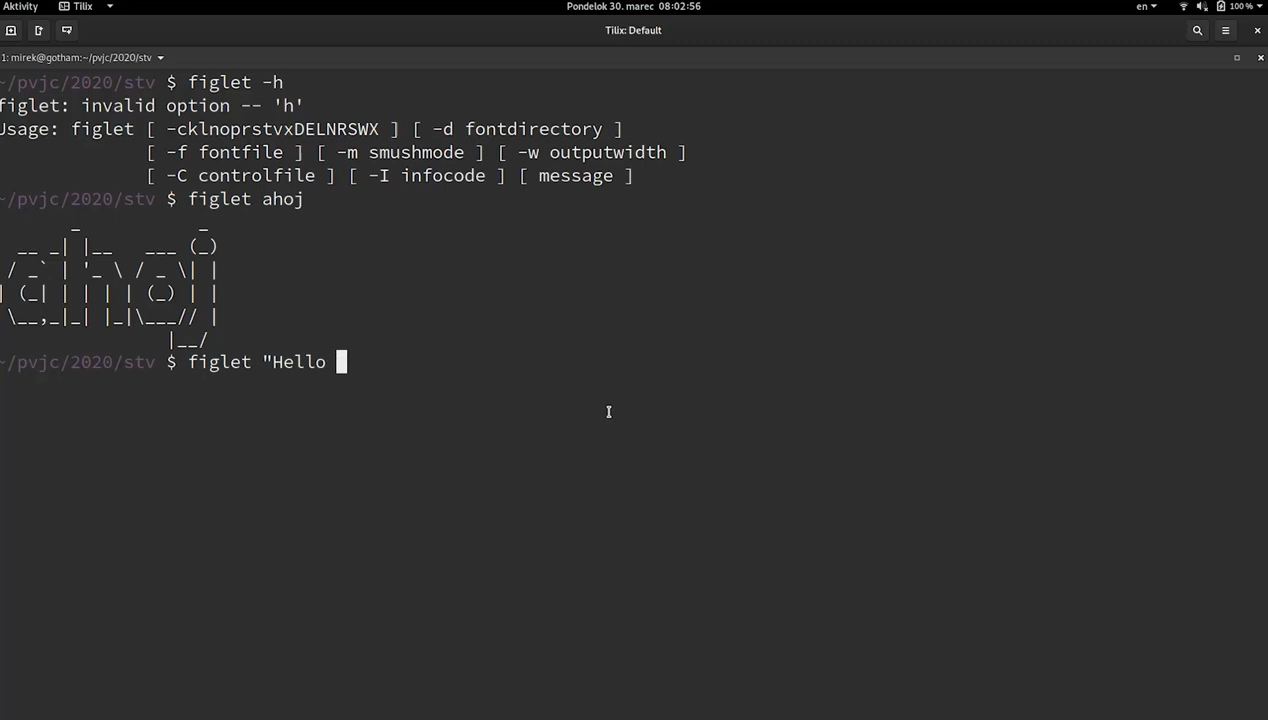 Aktivity Tilix Pondelok 30. marec 08:02:56 en 100 %
Tilix: Default
1: mirek@gotham:~/pvjc/2020/stv
~/pvjc/2020/stv $ figlet -h
figlet: invalid option -- 'h'
Usage: figlet [ -cklnoprstvxDELNRSWX ] [ -d fontdirectory ]
[ -f fontfile ] [ -m smushmode ] [ -w outputwidth ]
[ -C controlfile ] [ -I infocode ] [ message ]
~/pvjc/2020/stv $ figlet ahoj
ahoj
~/pvjc/2020/stv $ figlet "Hello